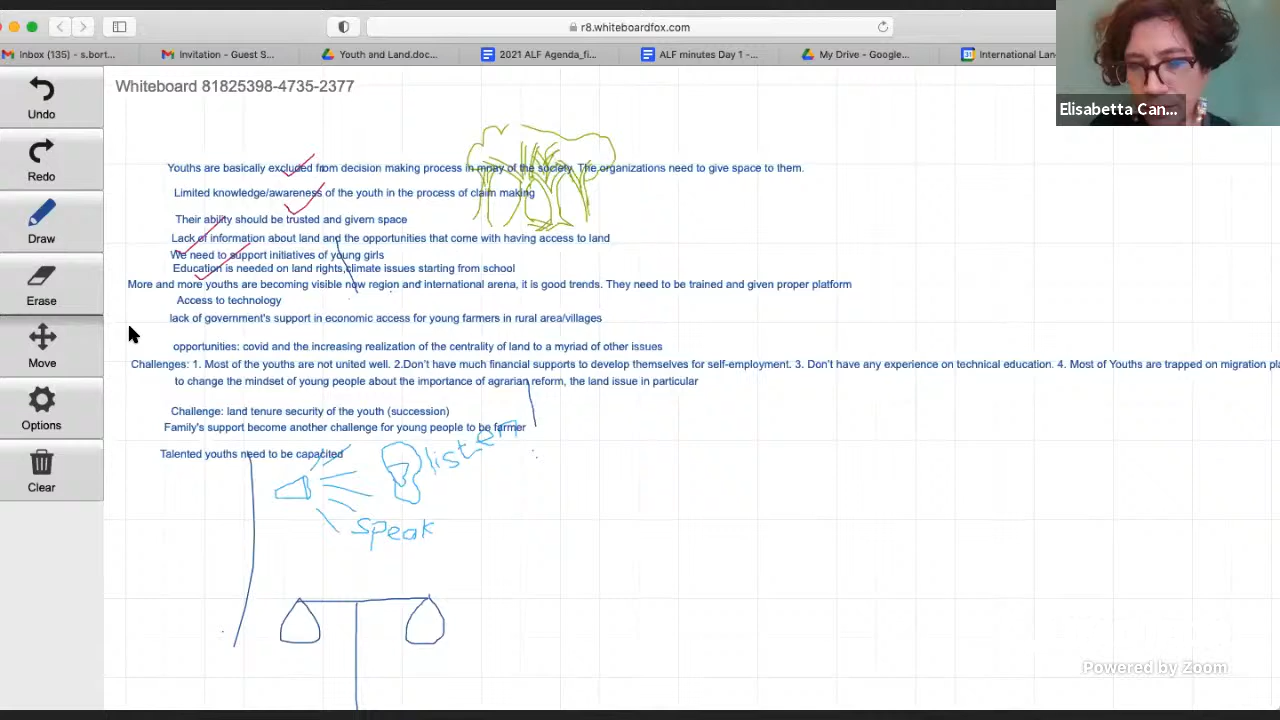 r8.whiteboardfox.com
Inbox (135) - s.bort...
Invitation - Guest S...
Youth and Land.doc...
2021 ALF Agenda_fi...
ALF minutes Day 1 -...
My Drive - Google...
International Lan
Elisabetta Can...
Whiteboard 81825398-4735-2377
Undo
Redo
Draw
Erase
Move
Options
Clear
Youths are basically excluded from decision making process in mnay of the society. The organizations need to give space to them.
Limited knowledge/awareness of the youth in the process of claim making
Their ability should be trusted and givern space
Lack of information about land and the opportunities that come with having access to land
We need to support initiatives of young girls
Education is needed on land rights,climate issues starting from school
More and more youths are becoming visible now region and international arena, it is good trends. They need to be trained and given proper platform
Access to technology
lack of government's support in economic access for young farmers in rural area/villages
opportunities: covid and the increasing realization of the centrality of land to a myriad of other issues
Challenges: 1. Most of the youths are not united well. 2.Don't have much financial supports to develop themselves for self-employment. 3. Don't have any experience on technical education. 4. Most of Youths are trapped on migration pla
to change the mindset of young people about the importance of agrarian reform, the land issue in particular
Challenge: land tenure security of the youth (succession)
Family's support become another challenge for young people to be farmer
Talented youths need to be capacited
listen
speak
Powered by Zoom